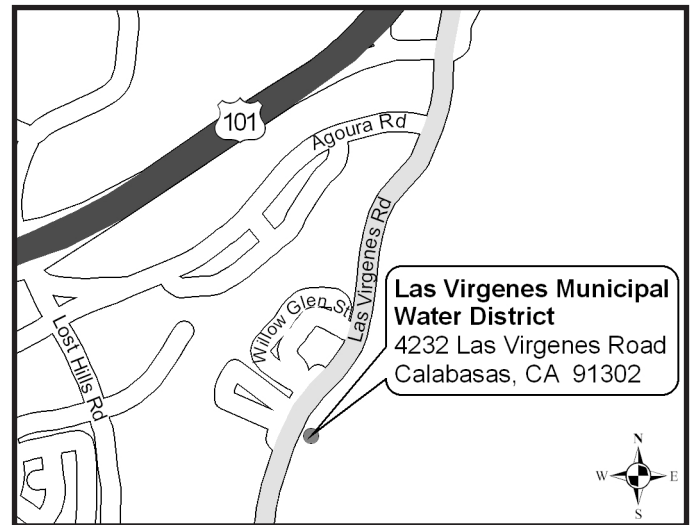 101
Agoura Rd
Las Virgenes Rd
Las Virgenes Municipal
Water District
4232 Las Virgenes Road
Calabasas, CA 91302
Willow Glen St
Lost Hills Rd
N
W E
S